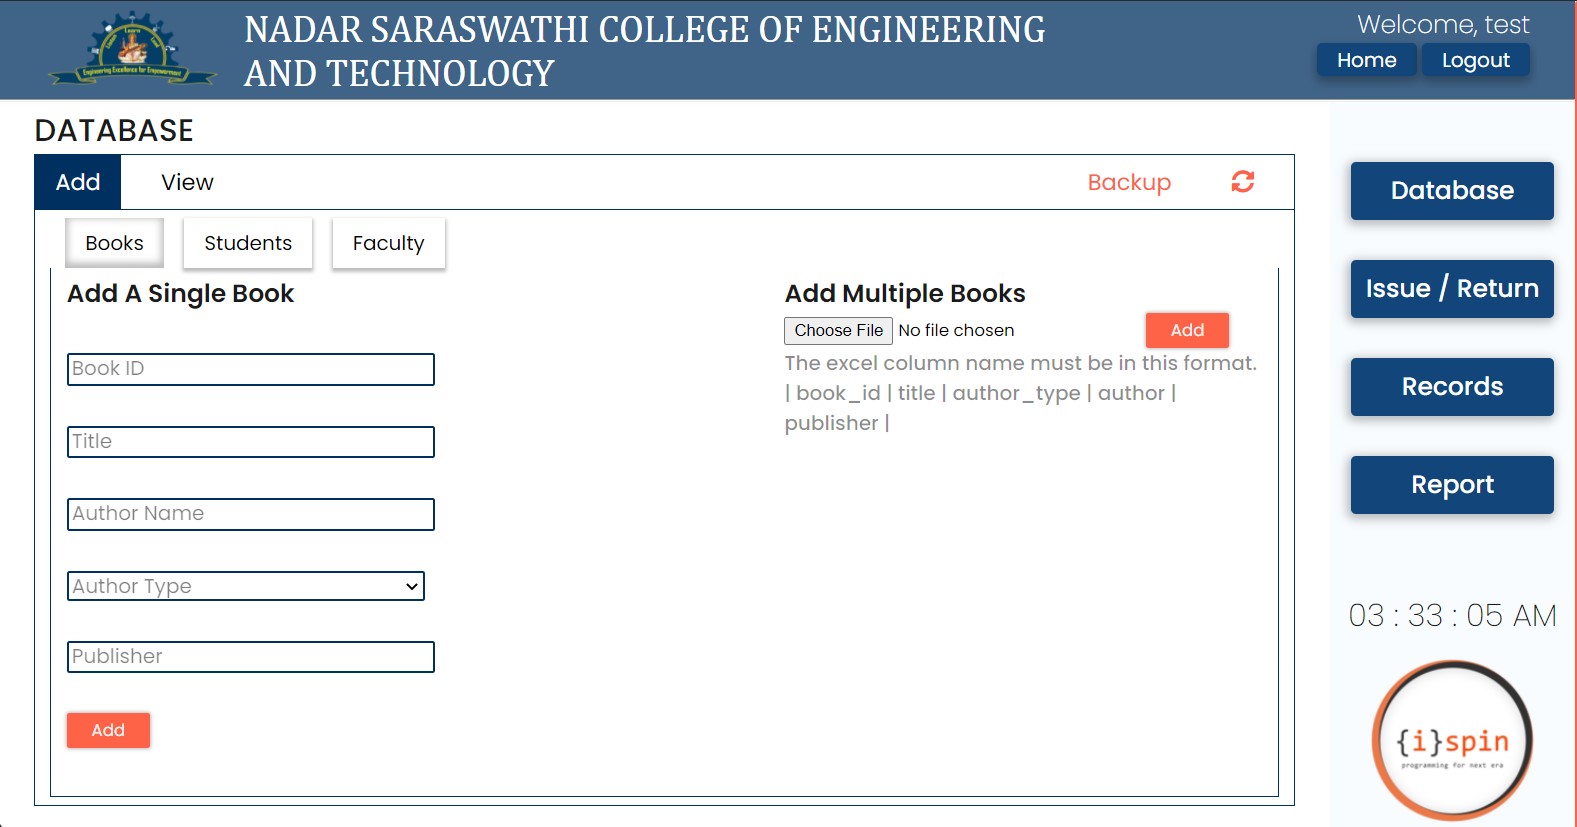 NADAR SARASWATHI COLLEGE OF ENGINEERING
AND TECHNOLOGY
Welcome, test
Home Logout
Learn
Engineering Excellence for Empowerment
DATABASE
Add View Backup
Books Students Faculty
Add A Single Book
Book ID
Title
Author Name
Author Type
Publisher
Add
Add Multiple Books
Choose File No file chosen Add
The excel column name must be in this format.
| book_id | title | author_type | author |
publisher |
Database
Issue / Return
Records
Report
03 : 33 : 05 AM
{i}spin
programming for next era